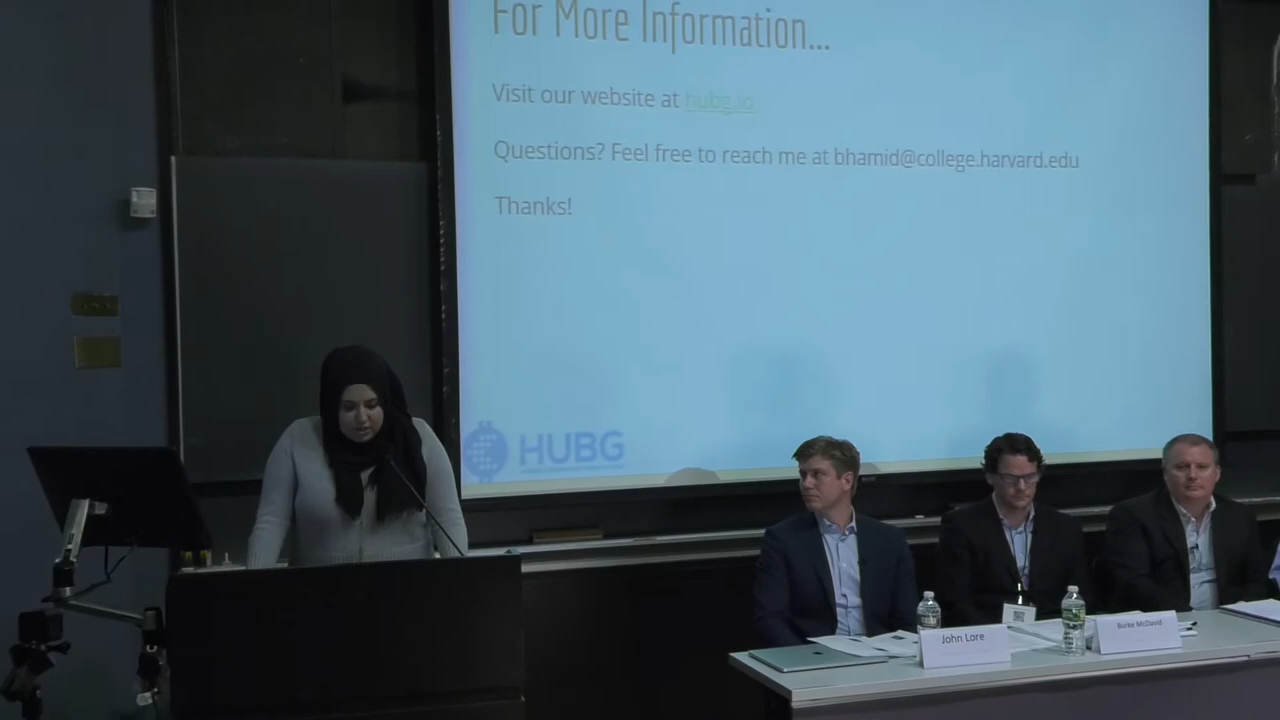 For More Information...
Visit our website at hubg.io
Questions? Feel free to reach me at bhamid@college.harvard.edu
Thanks!
HUBG
John Lore
Borke McDavid